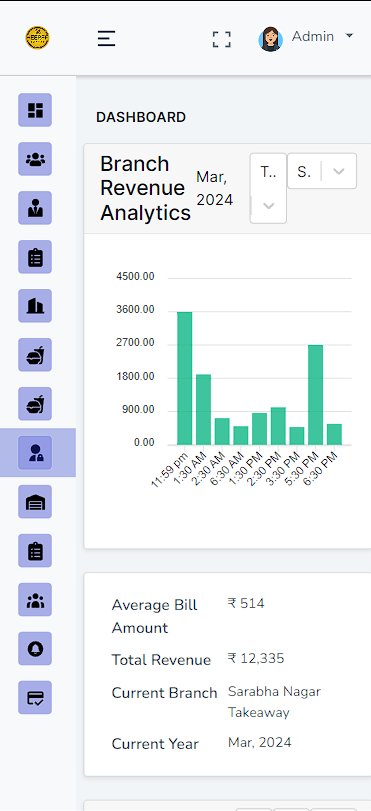 Admin
DASHBOARD
Branch
Revenue
Analytics
Mar,
2024
T..
S.
4500.00
3600.00
2700.00
1800.00
900.00
0.00
11:59 pm
1:30 AM
2:30 AM
6:30 AM
1:30 PM
2:30 PM
3:30 PM
5:30 PM
6:30 PM
Average Bill ₹ 514
Amount
Total Revenue ₹ 12,335
Current Branch Sarabha Nagar
Takeaway
Current Year Mar, 2024